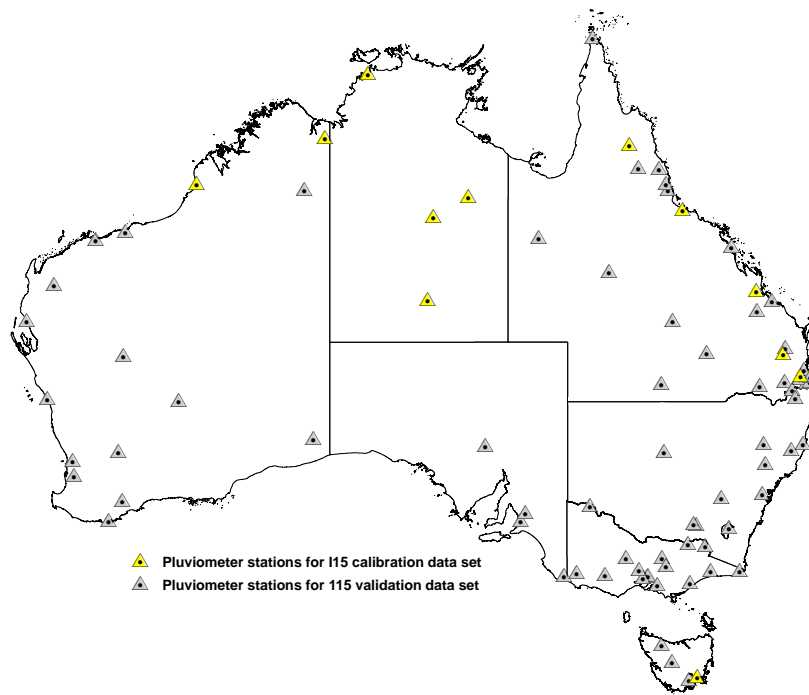 Pluviometer stations for I15 calibration data set
Pluviometer stations for 115 validation data set